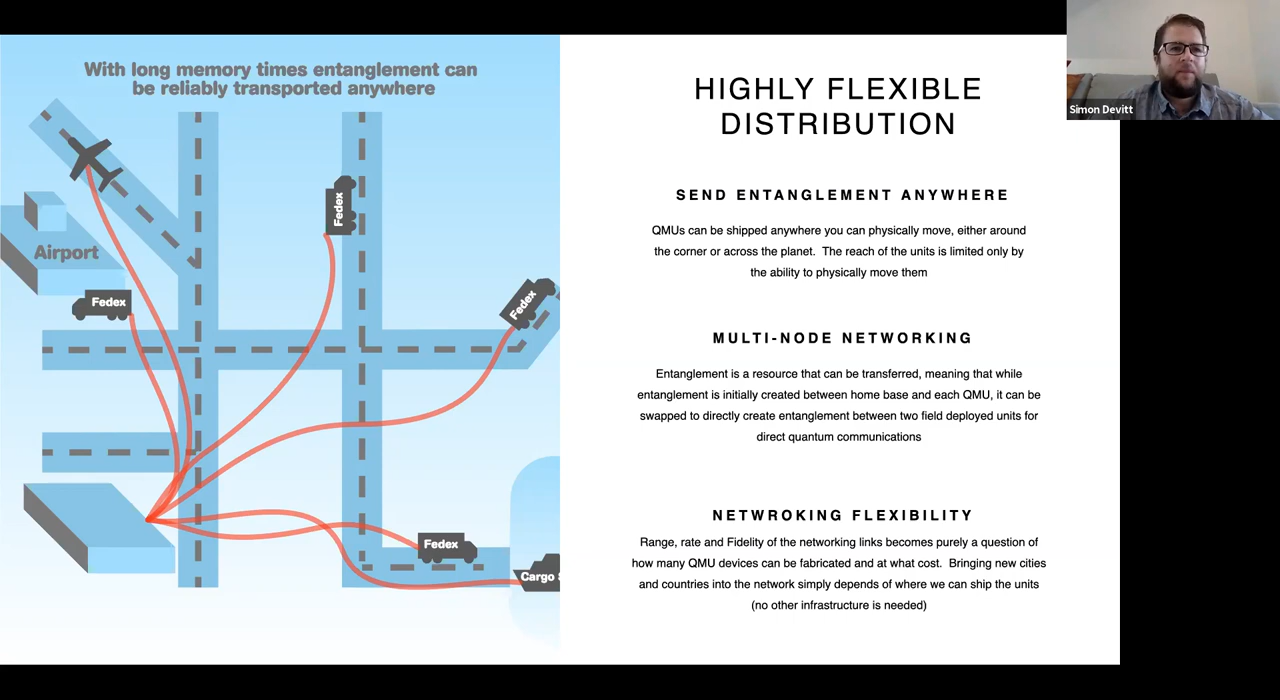 With long memory times entanglement can
be reliably transported anywhere
Fedex
Airport
Fedex
Fedex
Fedex
Cargo
HIGHLY FLEXIBLE
DISTRIBUTION
SEND ENTANGLEMENT ANYWHERE
QMUs can be shipped anywhere you can physically move, either around
the corner or across the planet. The reach of the units is limited only by
the ability to physically move them
MULTI-NODE NETWORKING
Entanglement is a resource that can be transferred, meaning that while
entanglement is initially created between home base and each QMU, it can be
swapped to directly create entanglement between two field deployed units for
direct quantum communications
NETWROKING FLEXIBILITY
Range, rate and Fidelity of the networking links becomes purely a question of
how many QMU devices can be fabricated and at what cost. Bringing new cities
and countries into the network simply depends of where we can ship the units
(no other infrastructure is needed)
Simon Devitt